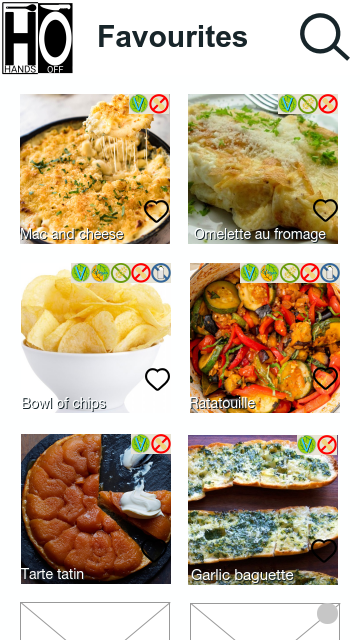 HO
HANDS OFF
Favourites
Mac and cheese
Omelette au fromage
Bowl of chips
Ratatouille
Tarte tatin
Garlic baguette